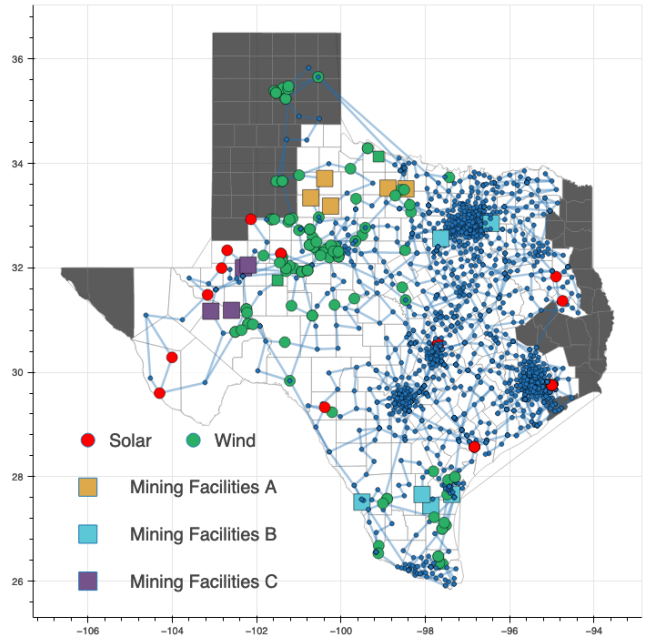 36
34
32
30
28
26
Solar Wind
Mining Facilities A
Mining Facilities B
Mining Facilities C
−106 −104 −102 −100 −98 −96 −94